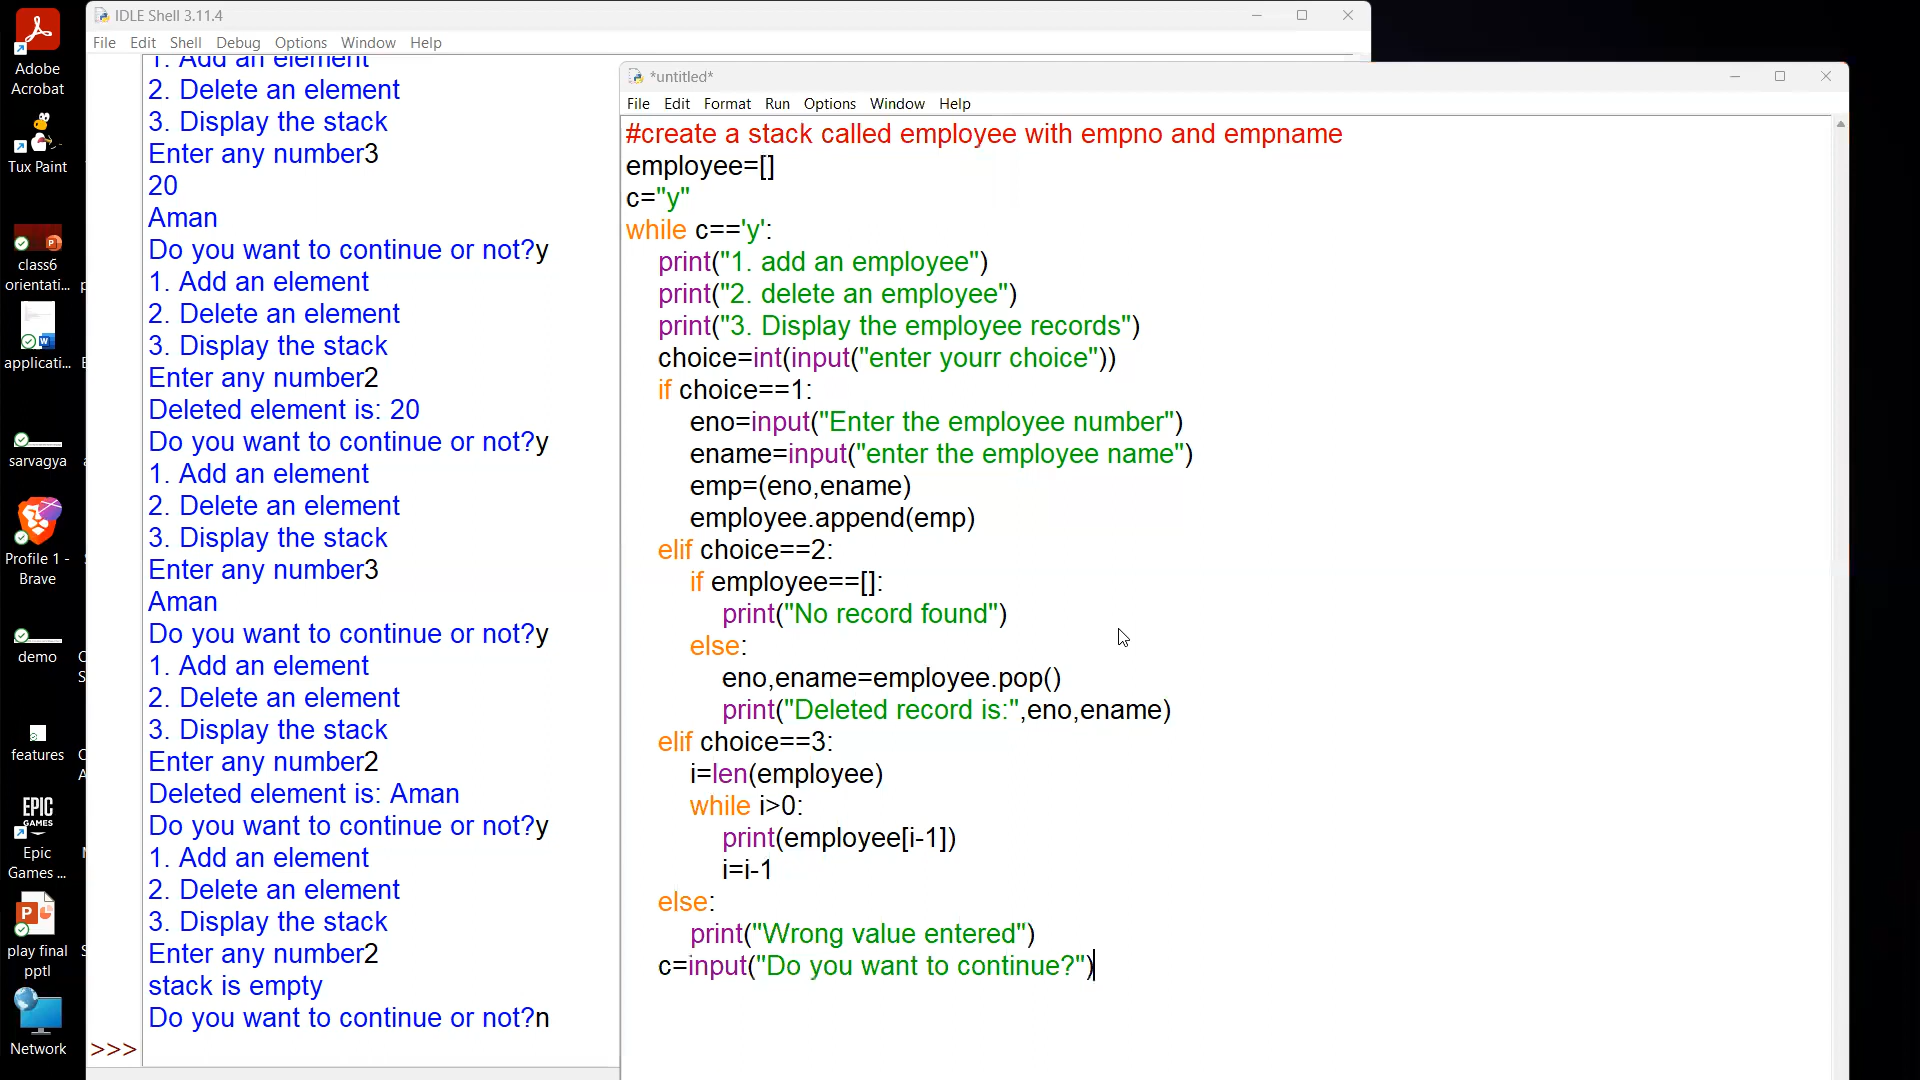 IDLE Shell 3.11.4
File Edit Shell Debug Options Window Help
1. Add an element
2. Delete an element
3. Display the stack
Enter any number3
20
Aman
Do you want to continue or not?y
1. Add an element
2. Delete an element
3. Display the stack
Enter any number2
Deleted element is: 20
Do you want to continue or not?y
1. Add an element
2. Delete an element
3. Display the stack
Enter any number3
Aman
Do you want to continue or not?y
1. Add an element
2. Delete an element
3. Display the stack
Enter any number2
Deleted element is: Aman
Do you want to continue or not?y
1. Add an element
2. Delete an element
3. Display the stack
Enter any number2
stack is empty
Do you want to continue or not?n
>>>
*untitled*
File Edit Format Run Options Window Help
#create a stack called employee with empno and empname
employee=[]
c="y"
while c=='y':
    print("1. add an employee")
    print("2. delete an employee")
    print("3. Display the employee records")
    choice=int(input("enter yourr choice"))
    if choice==1:
        eno=input("Enter the employee number")
        ename=input("enter the employee name")
        emp=(eno,ename)
        employee.append(emp)
    elif choice==2:
        if employee==[]:
            print("No record found")
        else:
            eno,ename=employee.pop()
            print("Deleted record is:",eno,ename)
    elif choice==3:
        i=len(employee)
        while i>0:
            print(employee[i-1])
            i=i-1
    else:
        print("Wrong value entered")
    c=input("Do you want to continue?")
Adobe
Acrobat
Tux Paint
class6
orientati...
applicati...
sarvagya
Profile 1 -
Brave
demo
features
EPIC
GAMES
Epic
Games ...
play final
pptl
Network